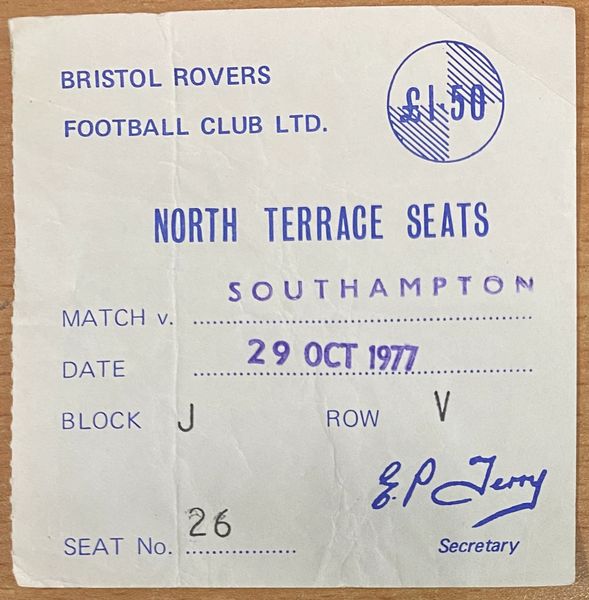 BRISTOL ROVERS
FOOTBALL CLUB LTD.
£1.50
NORTH TERRACE SEATS
MATCH v. SOUTHAMPTON
DATE 29 OCT 1977
BLOCK J ROW V
E.P. Terry
SEAT No. 26 Secretary